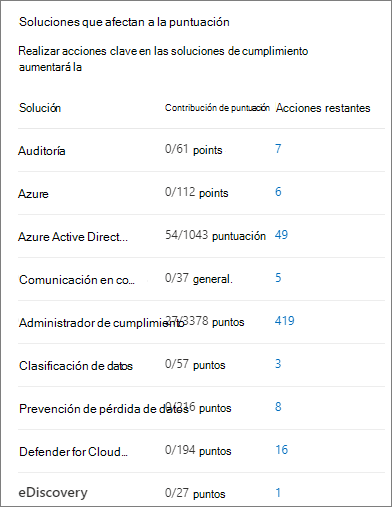 Soluciones que afectan a la puntuación
Realizar acciones clave en las soluciones de cumplimiento
aumentará la
Solución Contribución de puntuación Acciones restantes
Auditoría 0/61 points 7
Azure 0/112 points 6
Azure Active Direct... 54/1043 puntuación 49
Comunicación en co... 0/37 general. 5
Administrador de cumplimiento 27/3378 puntos 419
Clasificación de datos 0/57 puntos 3
Prevención de pérdida de datos 0/216 puntos 8
Defender for Cloud... 0/194 puntos 16
eDiscovery 0/27 puntos 1